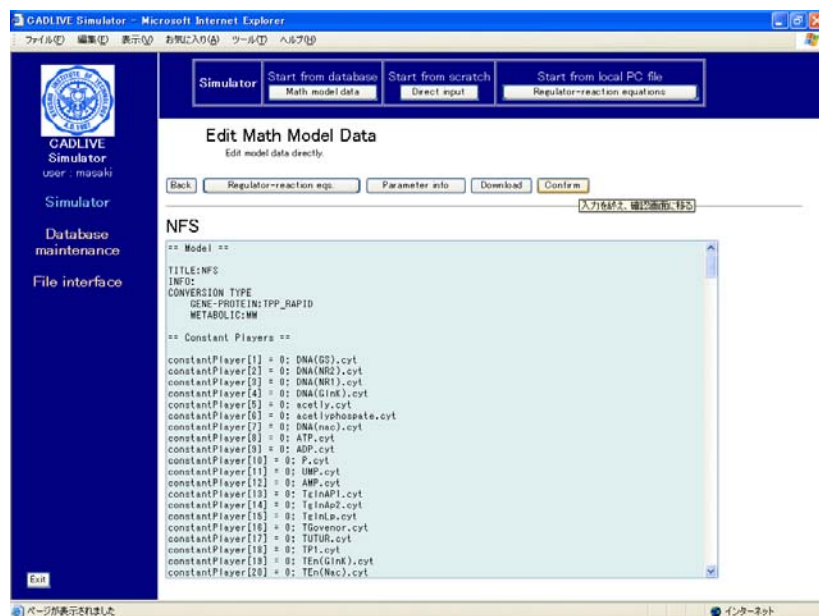 CADLIVE Simulator - Microsoft Internet Explorer
ファイル(F) 編集(E) 表示(V) お気に入り(A) ツール(T) ヘルプ(H)
Simulator
Start from database
Math model data
Start from scratch
Direct input
Start from local PC file
Regulator-reaction equations
CADLIVE
Simulator
user : masaki
Simulator
Database
maintenance
File interface
Exit
Edit Math Model Data
Edit model data directly.
Back
Regulator-reaction eqs.
Parameter info
Download
Confirm
入力を終え、確認画面に移る
NFS
== Model ==
TITLE:NFS
INFO:
CONVERSION TYPE
GENE-PROTEIN:TPP_RAPID
METABOLIC:MM
== Constant Players ==
constantPlayer[1] = 0; DNA(GS).cyt
constantPlayer[2] = 0; DNA(NR2).cyt
constantPlayer[3] = 0; DNA(NR1).cyt
constantPlayer[4] = 0; DNA(GlnK).cyt
constantPlayer[5] = 0; acetly.cyt
constantPlayer[6] = 0; acetlyphospate.cyt
constantPlayer[7] = 0; DNA(nac).cyt
constantPlayer[8] = 0; ATP.cyt
constantPlayer[9] = 0; ADP.cyt
constantPlayer[10] = 0; P.cyt
constantPlayer[11] = 0; UMP.cyt
constantPlayer[12] = 0; AMP.cyt
constantPlayer[13] = 0; TglnAP1.cyt
constantPlayer[14] = 0; TglnAp2.cyt
constantPlayer[15] = 0; TglnLp.cyt
constantPlayer[16] = 0; TGovenor.cyt
constantPlayer[17] = 0; TUTUR.cyt
constantPlayer[18] = 0; TP1.cyt
constantPlayer[19] = 0; TEn(GlnK).cyt
constantPlayer[20] = 0; TEn(Nac).cyt
ページが表示されました
インターネット